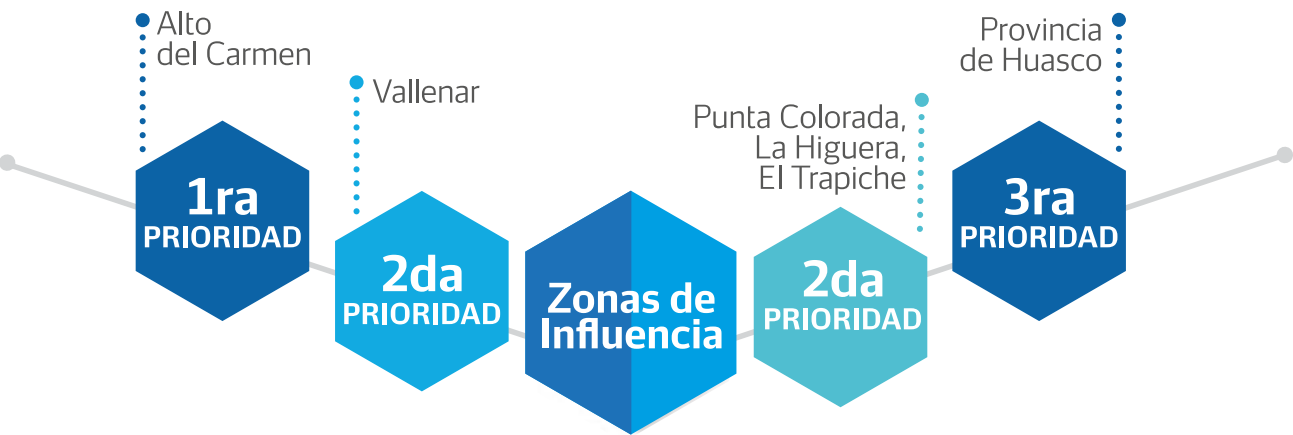 Alto
del Carmen
1ra
PRIORIDAD
Vallenar
2da
PRIORIDAD
Zonas de
Influencia
Punta Colorada,
La Higuera,
El Trapiche
2da
PRIORIDAD
Provincia
de Huasco
3ra
PRIORIDAD